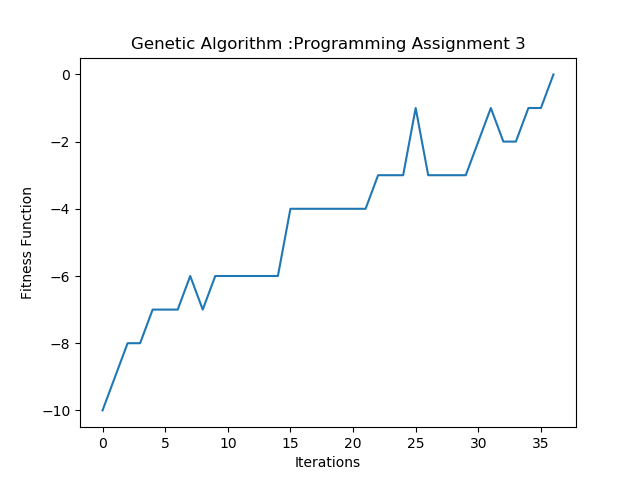 Genetic Algorithm :Programming Assignment 3
0
−2
−4
−6
−8
−10
Fitness Function
0 5 10 15 20 25 30 35
Iterations